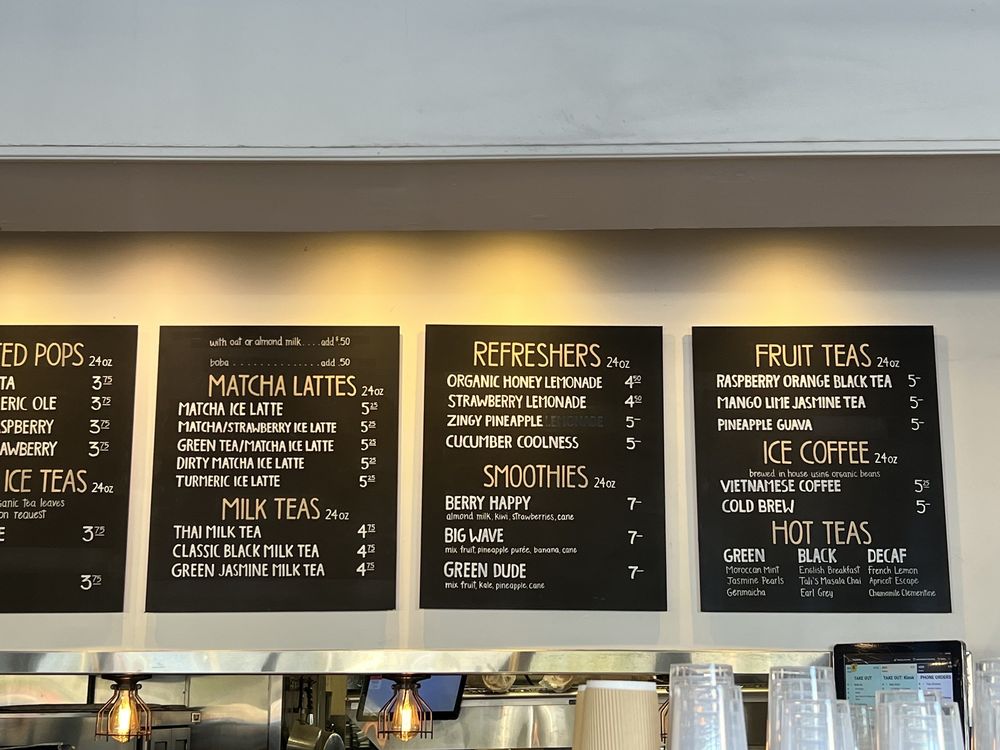 TED POPS 24oz
TA 3.75
ERIC OLE 3.75
SPBERRY 3.75
AWBERRY 3.75
ICE TEAS 24oz
ganic tea leaves
on request
E 3.75
3.75
with oat or almond milk....add $.50
boba..............add .50
MATCHA LATTES 24oz
MATCHA ICE LATTE 5.25
MATCHA/STRAWBERRY ICE LATTE 5.25
GREEN TEA/MATCHA ICE LATTE 5.25
DIRTY MATCHA ICE LATTE 5.25
TURMERIC ICE LATTE 5.25
MILK TEAS 24oz
THAI MILK TEA 4.75
CLASSIC BLACK MILK TEA 4.75
GREEN JASMINE MILK TEA 4.75
REFRESHERS 24oz
ORGANIC HONEY LEMONADE 4.50
STRAWBERRY LEMONADE 4.50
ZINGY PINEAPPLE LEMONADE 5-
CUCUMBER COOLNESS 5-
SMOOTHIES 24oz
BERRY HAPPY 7-
almond milk, kiwi, strawberries, cane
BIG WAVE 7-
mix fruit, pineapple purée, banana, cane
GREEN DUDE 7-
mix fruit, kale, pineapple, cane
FRUIT TEAS 24oz
RASPBERRY ORANGE BLACK TEA 5-
MANGO LIME JASMINE TEA 5-
PINEAPPLE GUAVA 5-
ICE COFFEE 24oz
brewed in house using organic beans
VIETNAMESE COFFEE 5.25
COLD BREW 5-
HOT TEAS
GREEN BLACK DECAF
Moroccan Mint English Breakfast French Lemon
Jasmine Pearls Tali's Masala Chai Apricot Escape
Genmaicha Earl Grey Chamomile Clementine
TAKE OUT TAKE OUT Kiosk PHONE ORDERS